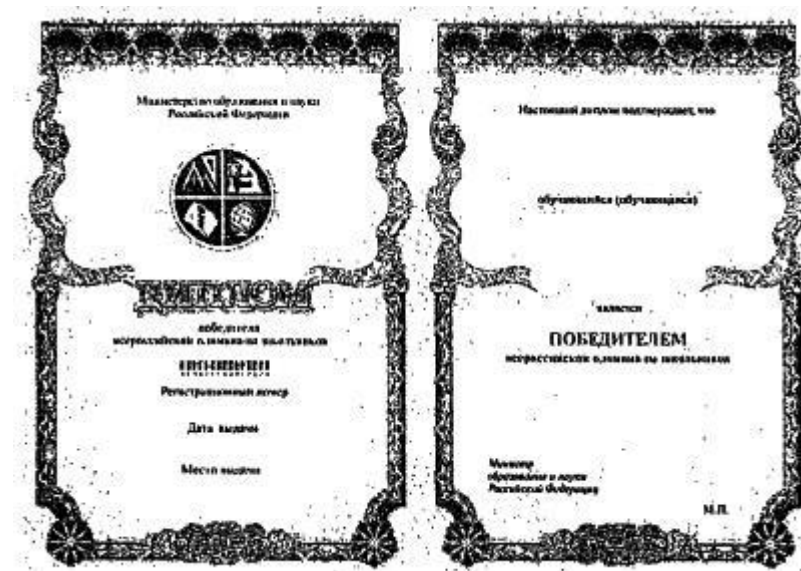 Министерство образования и науки
Российской Федерации
ДИПЛОМ
победителя
всероссийской олимпиады школьников
Регистрационный номер
Дата выдачи
Место выдачи
Настоящий диплом подтверждает, что
обучающийся (обучающаяся)
является
ПОБЕДИТЕЛЕМ
всероссийской олимпиады школьников
Министр
образования и науки
Российской Федерации
М.П.